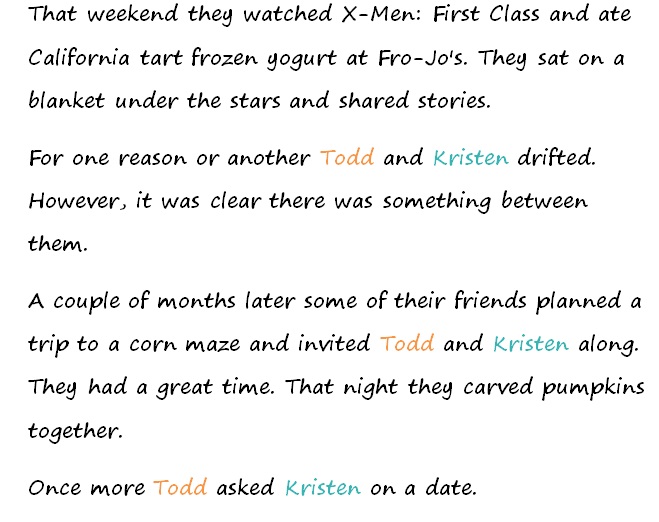 That weekend they watched X-Men: First Class and ate
California tart frozen yogurt at Fro-Jo's. They sat on a
blanket under the stars and shared stories.
For one reason or another Todd and Kristen drifted.
However, it was clear there was something between
them.
A couple of months later some of their friends planned a
trip to a corn maze and invited Todd and Kristen along.
They had a great time. That night they carved pumpkins
together.
Once more Todd asked Kristen on a date.